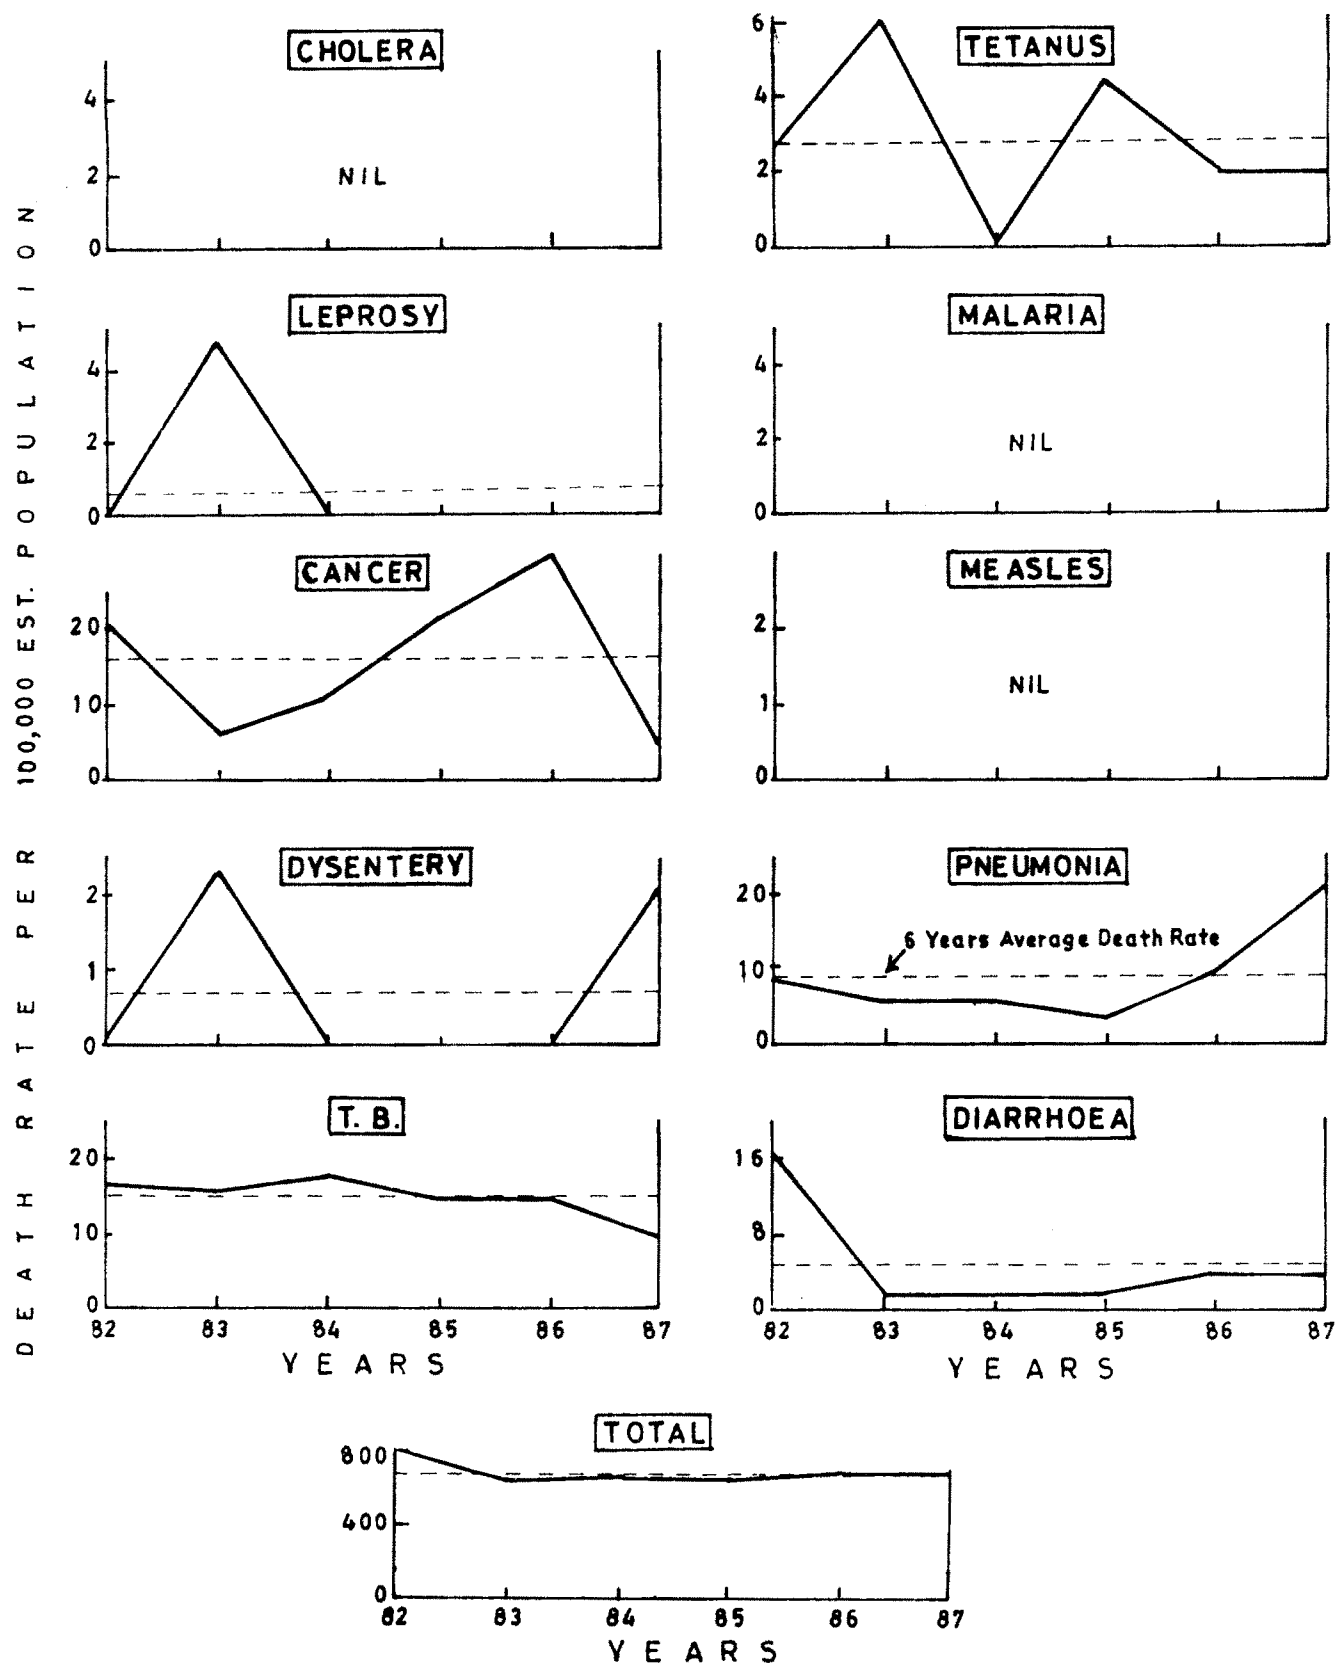 DEATH RATE PER 100,000 EST. POPULATION
CHOLERA
4
2
0
NIL
TETANUS
6
4
2
0
LEPROSY
4
2
0
MALARIA
4
2
0
NIL
CANCER
20
10
0
MEASLES
2
1
0
NIL
DYSENTERY
2
1
0
PNEUMONIA
20
10
0
6 Years Average Death Rate
T. B.
20
10
0
82 83 84 85 86 87
YEARS
DIARRHOEA
16
8
0
82 83 84 85 86 87
YEARS
TOTAL
800
400
0
82 83 84 85 86 87
YEARS